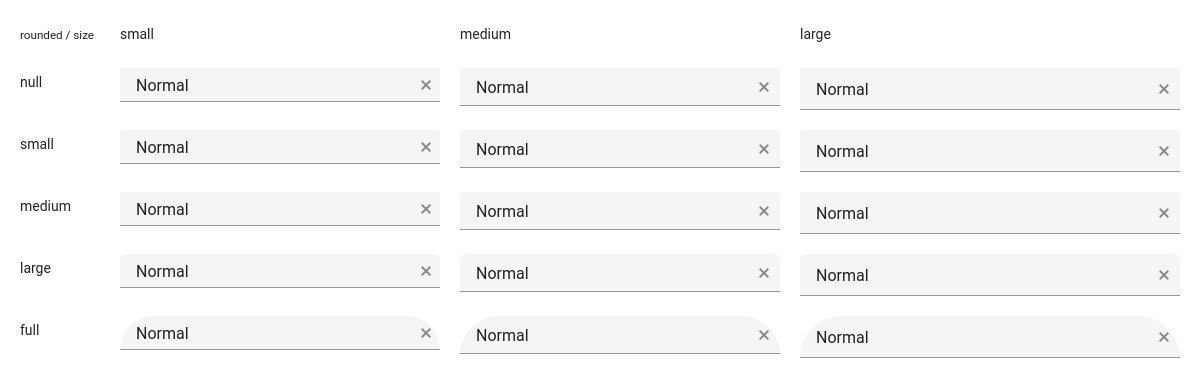 rounded / size small medium large
null Normal Normal Normal
small Normal Normal Normal
medium Normal Normal Normal
large Normal Normal Normal
full Normal Normal Normal